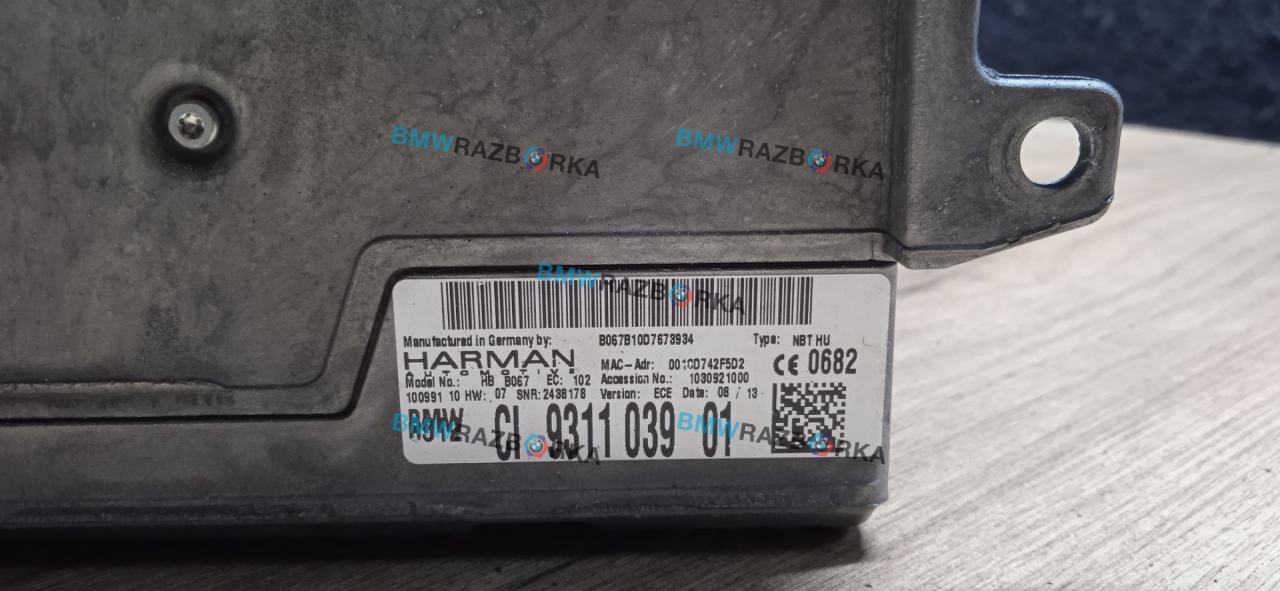 BMWRAZBORKA BMWRAZBORKA
BMWRAZBORKA
Manufactured in Germany by: B067B10D7673934 Type: NBT HU
HARMAN MAC-Adr: 001CD742F5D2 CE 0682
AUTOMOTIVE
Model No.: HB B067 EC: 102 Accession No.: 1030921000
100991 10 HW: 07 SNR:2438178 Version: ECE Date: 08 / 13
CI 9311 039 01
BMWRAZBORKA BMWRAZBORKA